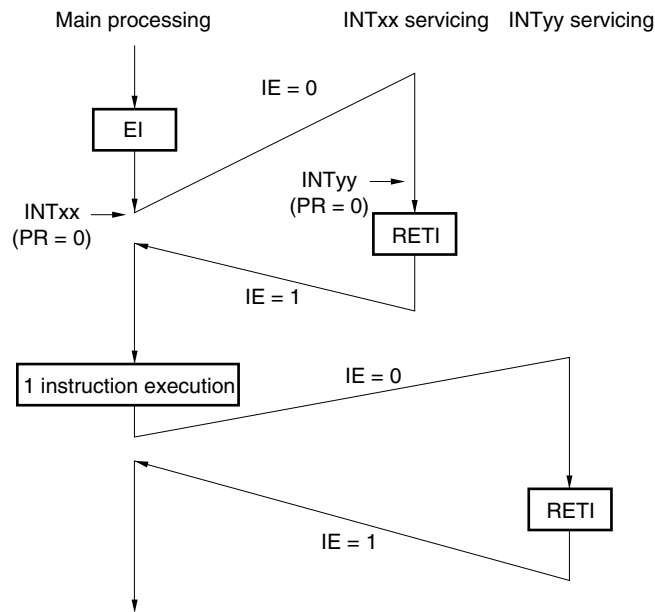 Main processing
INTxx servicing
INTyy servicing
IE = 0
EI
INTyy
(PR = 0)
INTxx
(PR = 0)
RETI
IE = 1
1 instruction execution
IE = 0
RETI
IE = 1